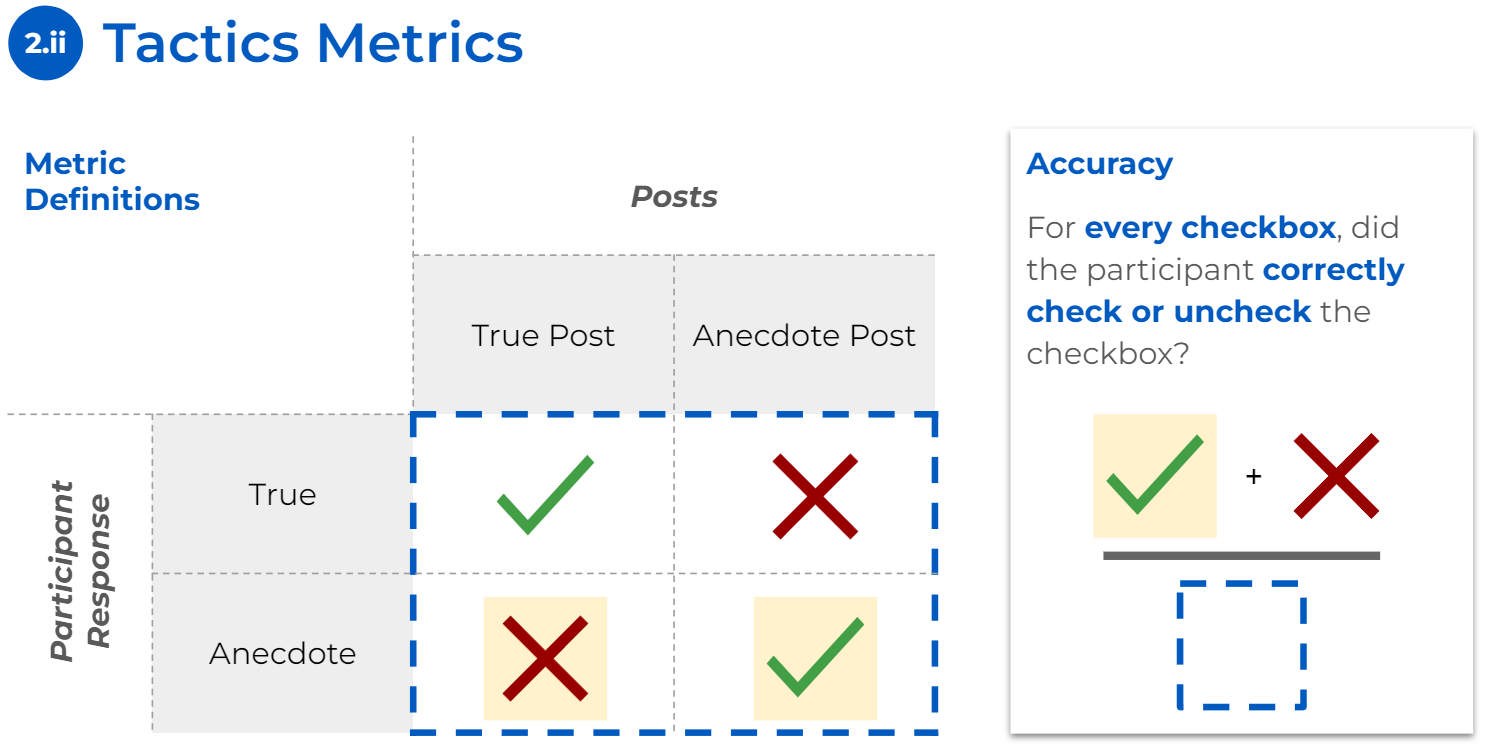 2.ii
Tactics Metrics
Metric
Definitions
Posts
True Post
Anecdote Post
Participant
Response
True
Anecdote
Accuracy
For every checkbox, did
the participant correctly
check or uncheck the
checkbox?
+